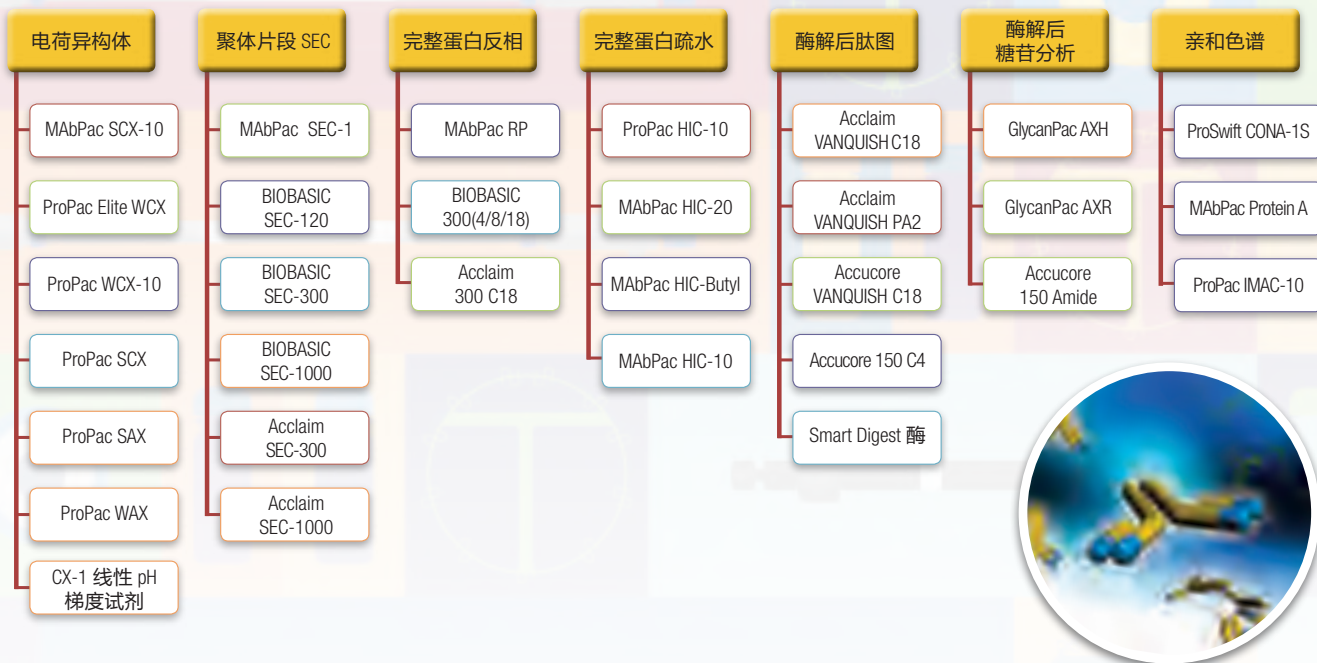 电荷异构体
MAbPac SCX-10
ProPac Elite WCX
ProPac WCX-10
ProPac SCX
ProPac SAX
ProPac WAX
CX-1 线性 pH
梯度试剂
聚体片段 SEC
MAbPac SEC-1
BIOBASIC
SEC-120
BIOBASIC
SEC-300
BIOBASIC
SEC-1000
Acclaim
SEC-300
Acclaim
SEC-1000
完整蛋白反相
MAbPac RP
BIOBASIC
300(4/8/18)
Acclaim
300 C18
完整蛋白疏水
ProPac HIC-10
MAbPac HIC-20
MAbPac HIC-Butyl
MAbPac HIC-10
酶解后肽图
Acclaim
VANQUISH C18
Acclaim
VANQUISH PA2
Accucore
VANQUISH C18
Accucore 150 C4
Smart Digest 酶
酶解后
糖苷分析
GlycanPac AXH
GlycanPac AXR
Accucore
150 Amide
亲和色谱
ProSwift CONA-1S
MAbPac Protein A
ProPac IMAC-10